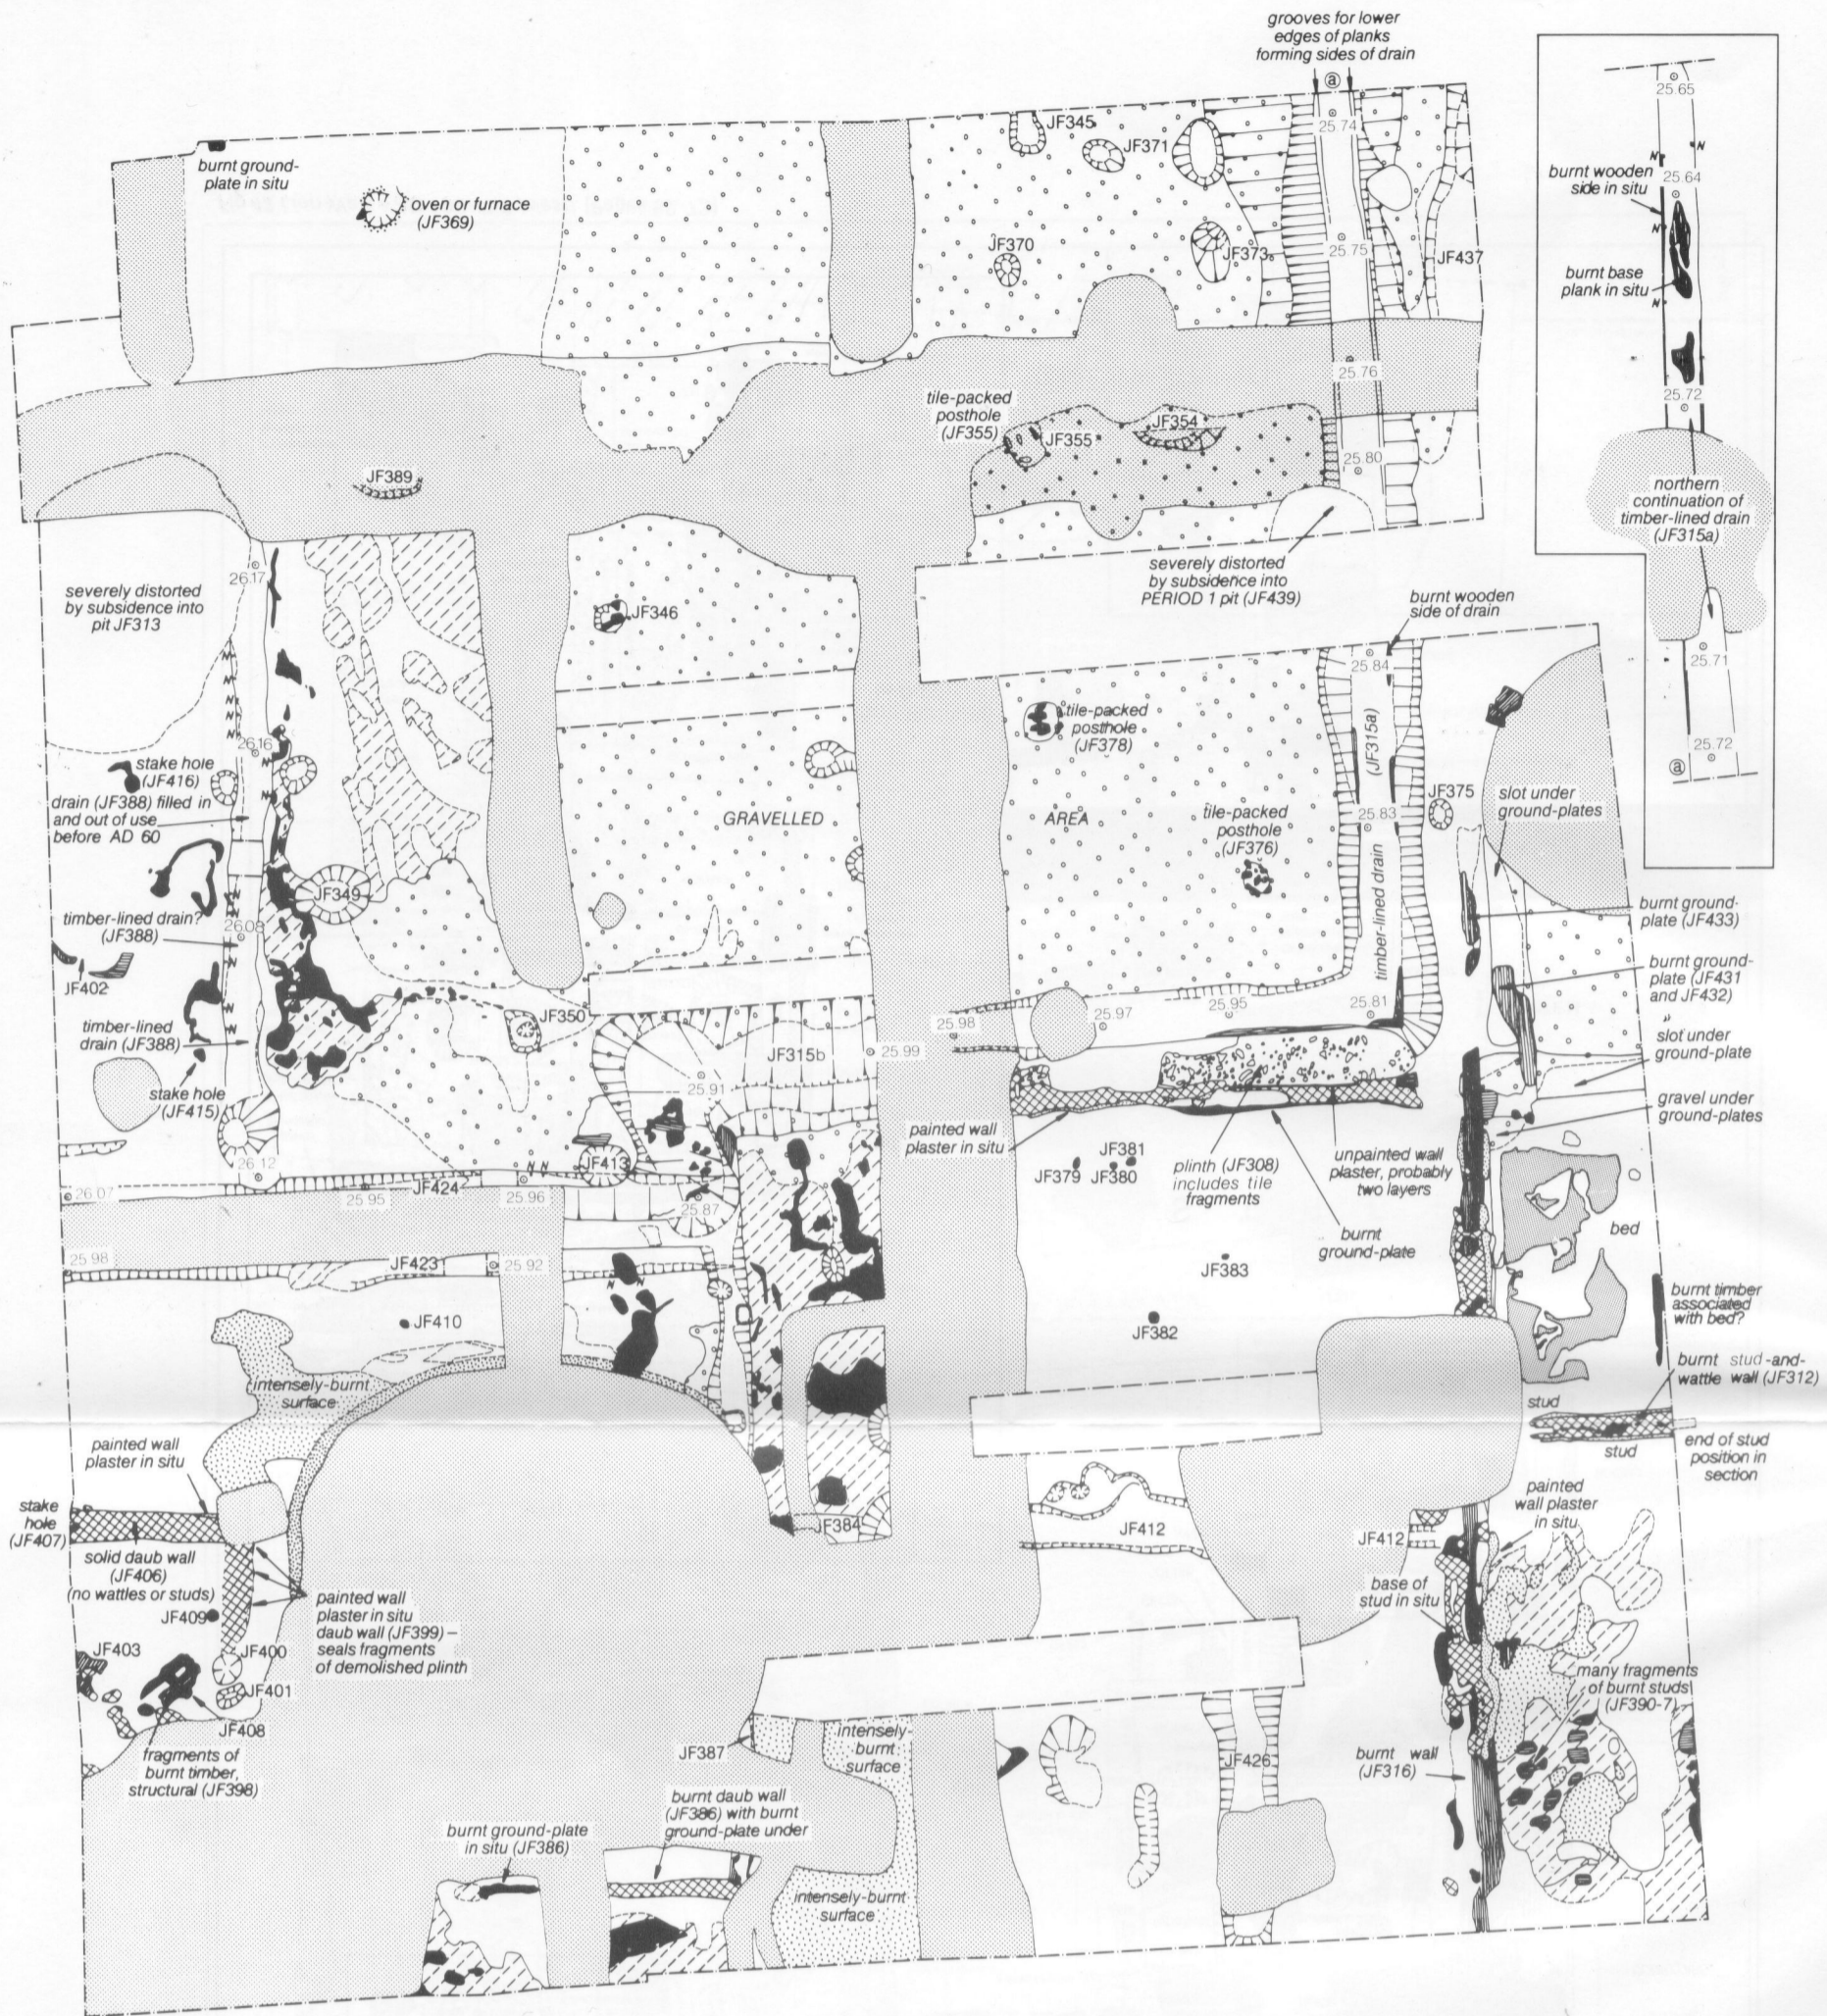 grooves for lower
edges of planks
forming sides of drain
a
25.74
JF345
JF371
burnt ground-
plate in situ
oven or furnace
(JF369)
JF370
JF373
25.75
JF437
25.76
tile-packed
posthole
(JF355)
JF355
JF354
25.80
JF389
25.65
burnt wooden
side in situ
25.64
burnt base
plank in situ
25.72
northern
continuation of
timber-lined drain
(JF315a)
25.71
25.72
a
26.17
severely distorted
by subsidence into
pit JF313
JF346
severely distorted
by subsidence into
PERIOD 1 pit (JF439)
burnt wooden
side of drain
25.84
(JF315a)
tile-packed
posthole
(JF378)
26.16
stake hole
(JF416)
drain (JF388) filled in
and out of use
before AD 60
GRAVELLED
AREA
tile-packed
posthole
(JF376)
25.83
timber-lined drain
JF375
slot under
ground-plates
JF349
timber-lined drain?
(JF388)
26.08
JF402
burnt ground-
plate (JF433)
burnt ground-
plate (JF431
and JF432)
"
slot under
ground-plate
gravel under
ground-plates
timber-lined
drain (JF388)
stake hole
(JF415)
JF350
JF315b
25.99
25.98
25.97
25.95
25.81
25.91
painted wall
plaster in situ
JF381
JF379
JF380
plinth (JF308)
includes tile
fragments
unpainted wall
plaster, probably
two layers
burnt
ground-plate
26.12
JF413
26.07
25.95
JF424
25.96
25.87
bed
25.98
JF423
25.92
JF383
JF410
JF382
burnt timber
associated
with bed?
burnt stud-and-
wattle wall (JF312)
intensely-burnt
surface
stud
stud
end of stud
position in
section
painted wall
plaster in situ
stake
hole
(JF407)
solid daub wall
(JF406)
(no wattles or studs)
JF384
JF412
JF412
painted
wall plaster
in situ
base of
stud in situ
painted wall
plaster in situ
daub wall (JF399) –
seals fragments
of demolished plinth
JF409
JF403
JF400
JF401
JF408
fragments of
burnt timber,
structural (JF398)
many fragments
of burnt studs
(JF390-7)
JF387
intensely-
burnt
surface
JF426
burnt wall
(JF316)
burnt daub wall
(JF386) with burnt
ground-plate under
burnt ground-plate
in situ (JF386)
intensely-burnt
surface